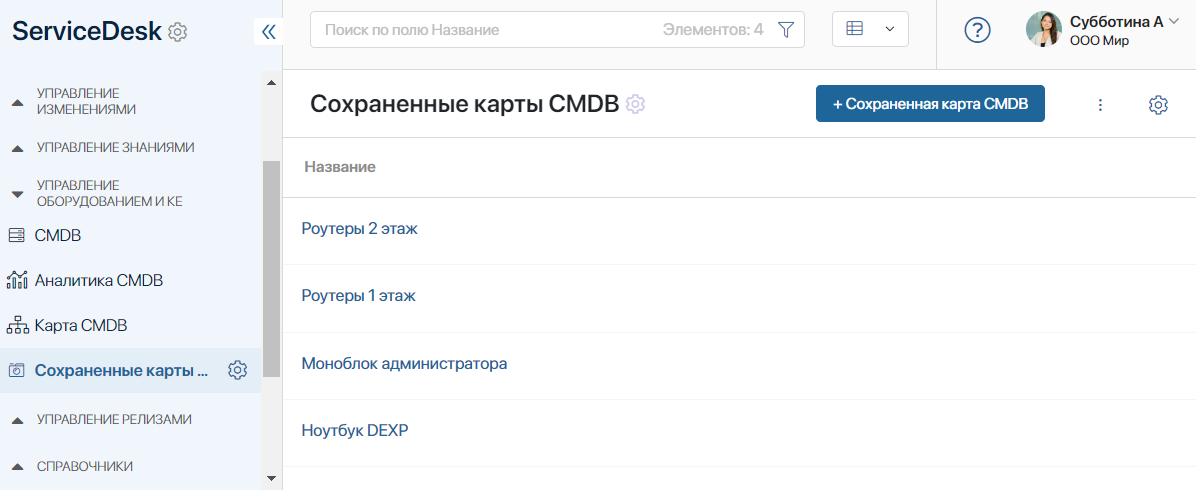 ServiceDesk
УПРАВЛЕНИЕ
ИЗМЕНЕНИЯМИ
УПРАВЛЕНИЕ ЗНАНИЯМИ
УПРАВЛЕНИЕ
ОБОРУДОВАНИЕМ И КЕ
CMDB
Аналитика CMDB
Карта CMDB
Сохраненные карты ...
УПРАВЛЕНИЕ РЕЛИЗАМИ
СПРАВОЧНИКИ
Поиск по полю Название
Элементов: 4
?
Субботина А
ООО Мир
Сохраненные карты CMDB
+ Сохраненная карта CMDB
Название
Роутеры 2 этаж
Роутеры 1 этаж
Моноблок администратора
Ноутбук DEXP